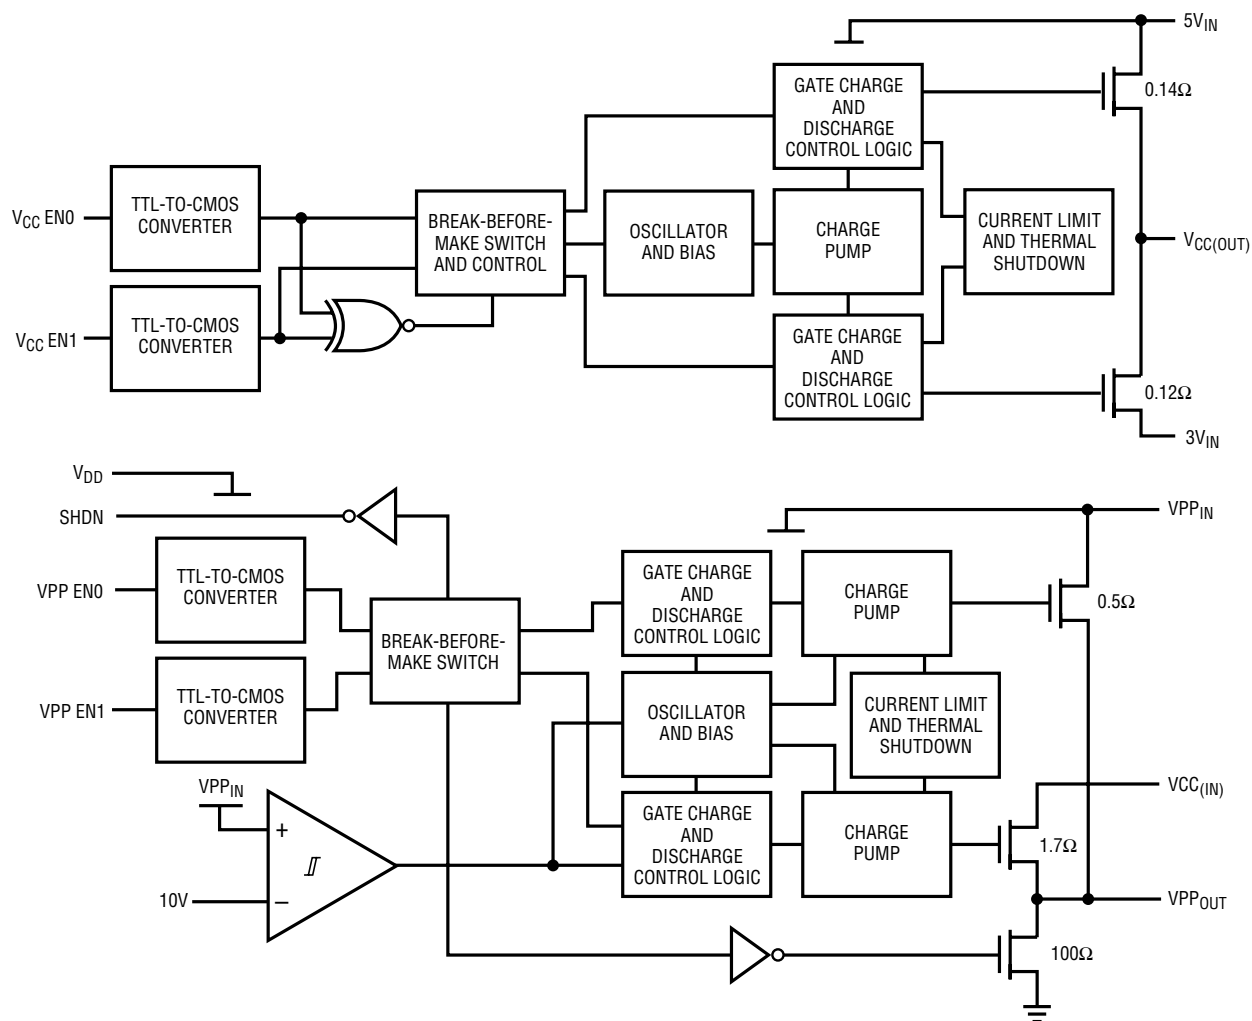 5VIN
GATE CHARGE
AND
DISCHARGE
CONTROL LOGIC
0.14Ω
TTL-TO-CMOS
CONVERTER
VCC EN0
BREAK-BEFORE-
MAKE SWITCH
AND CONTROL
OSCILLATOR
AND BIAS
CHARGE
PUMP
CURRENT LIMIT
AND THERMAL
SHUTDOWN
VCC(OUT)
TTL-TO-CMOS
CONVERTER
VCC EN1
GATE CHARGE
AND
DISCHARGE
CONTROL LOGIC
0.12Ω
3VIN
VDD
SHDN
VPPIN
TTL-TO-CMOS
CONVERTER
VPP EN0
GATE CHARGE
AND
DISCHARGE
CONTROL LOGIC
CHARGE
PUMP
0.5Ω
BREAK-BEFORE-
MAKE SWITCH
TTL-TO-CMOS
CONVERTER
VPP EN1
OSCILLATOR
AND BIAS
CURRENT LIMIT
AND THERMAL
SHUTDOWN
VPPIN
VCC(IN)
+
GATE CHARGE
AND
DISCHARGE
CONTROL LOGIC
CHARGE
PUMP
1.7Ω
10V
–
VPPOUT
100Ω